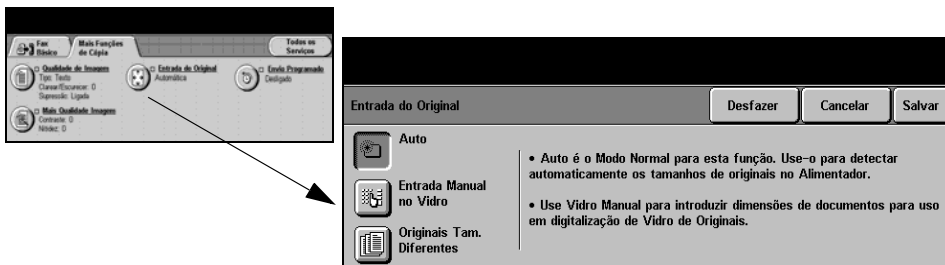 Fax
Básico
Mais Funções
de Cópia
Todos os
Serviços
Qualidade de Imagem
Tipo: Texto
Clarear/Escurecer: 0
Supressão: Ligada
Entrada de Original
Automática
Envio Programado
Desligado
Mais Qualidade Imagem
Contraste: 0
Nitidez: 0
Entrada do Original
Desfazer
Cancelar
Salvar
Auto
Entrada Manual
no Vidro
Originais Tam.
Diferentes
• Auto é o Modo Normal para esta função. Use-o para detectar
automaticamente os tamanhos de originais no Alimentador.
• Use Vidro Manual para introduzir dimensões de documentos para uso
em digitalização de Vidro de Originais.